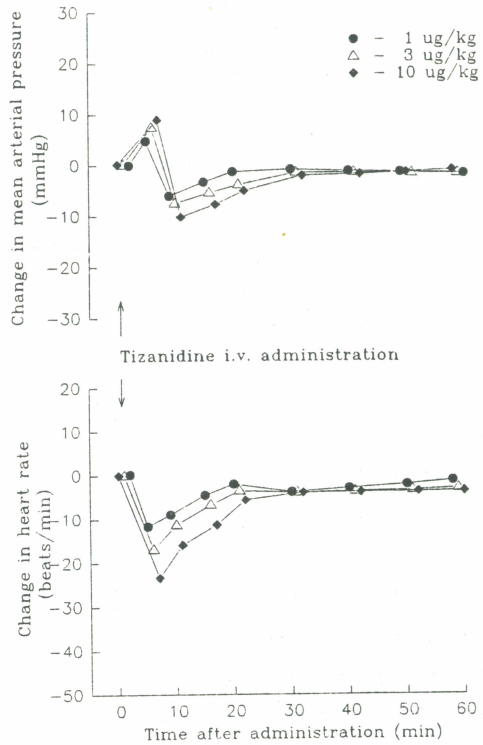 30
20
10
0
−10
−20
−30
Change in mean arterial pressure
(mmHg)
● − 1 ug/kg
△ − 3 ug/kg
◆ − 10 ug/kg
Tizanidine i.v. administration
20
10
0
−10
−20
−30
−40
−50
Change in heart rate
(beats/min)
0 10 20 30 40 50 60
Time after administration (min)